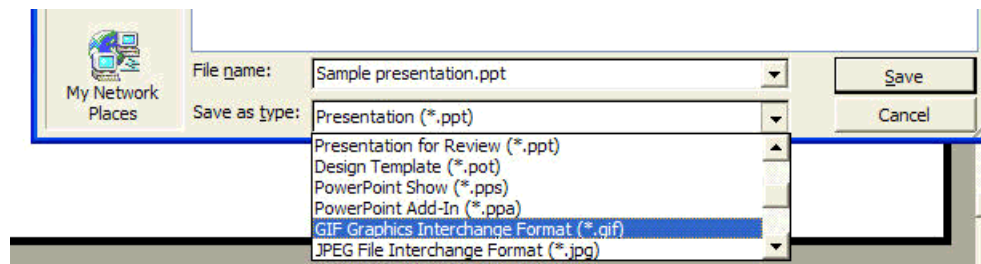 My Network
Places
File name:
Sample presentation.ppt
Save
Save as type:
Presentation (*.ppt)
Cancel
Presentation for Review (*.ppt)
Design Template (*.pot)
PowerPoint Show (*.pps)
PowerPoint Add-In (*.ppa)
GIF Graphics Interchange Format (*.gif)
JPEG File Interchange Format (*.jpg)